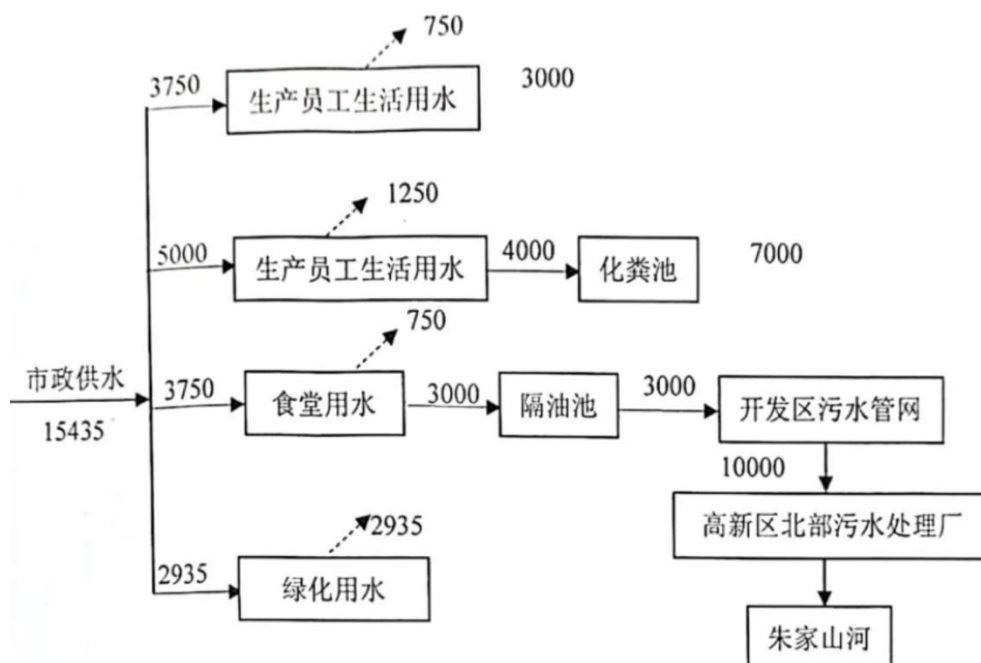 750
3750
生产员工生活用水
3000
1250
5000
生产员工生活用水
4000
化粪池
7000
750
市政供水
15435
3750
食堂用水
3000
隔油池
3000
开发区污水管网
10000
高新区北部污水处理厂
2935
2935
绿化用水
朱家山河